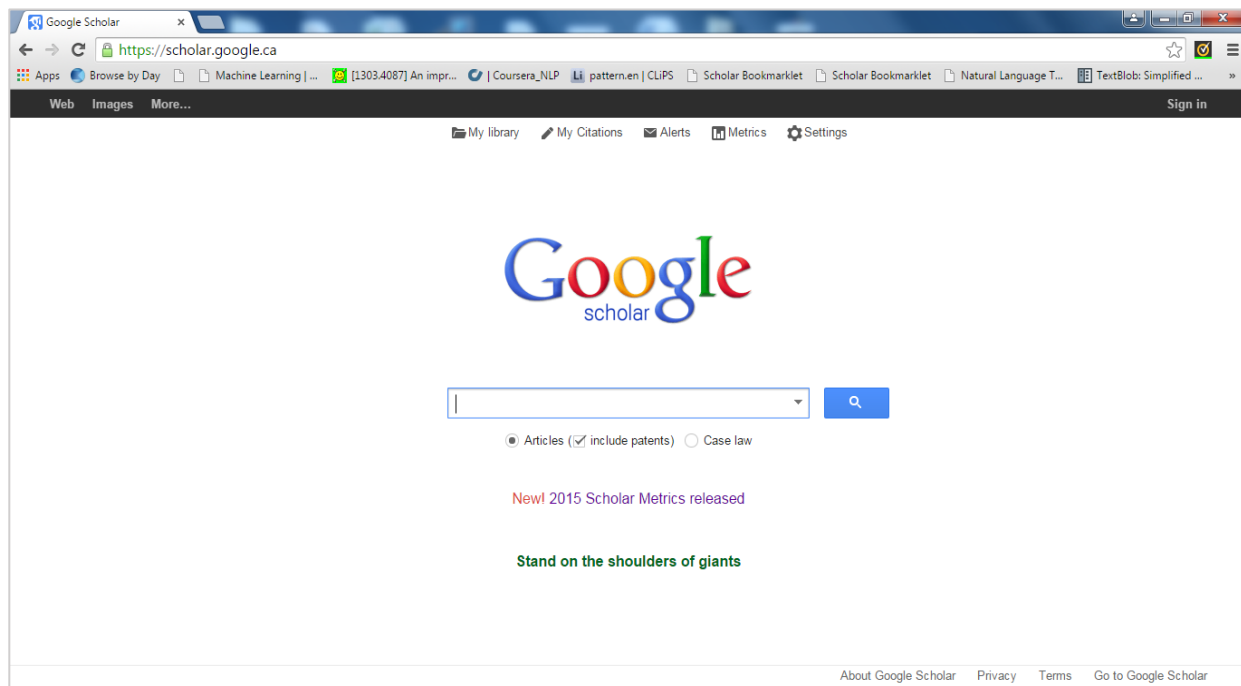 Google Scholar
https://scholar.google.ca
Apps Browse by Day Machine Learning | ... [1303.4087] An impr... | Coursera_NLP Li pattern.en | CLiPS Scholar Bookmarklet Scholar Bookmarklet Natural Language T... TextBlob: Simplified ... »
Web Images More... Sign in
My library My Citations Alerts Metrics Settings
Google
scholar
Articles (include patents) Case law
New! 2015 Scholar Metrics released
Stand on the shoulders of giants
About Google Scholar Privacy Terms Go to Google Scholar